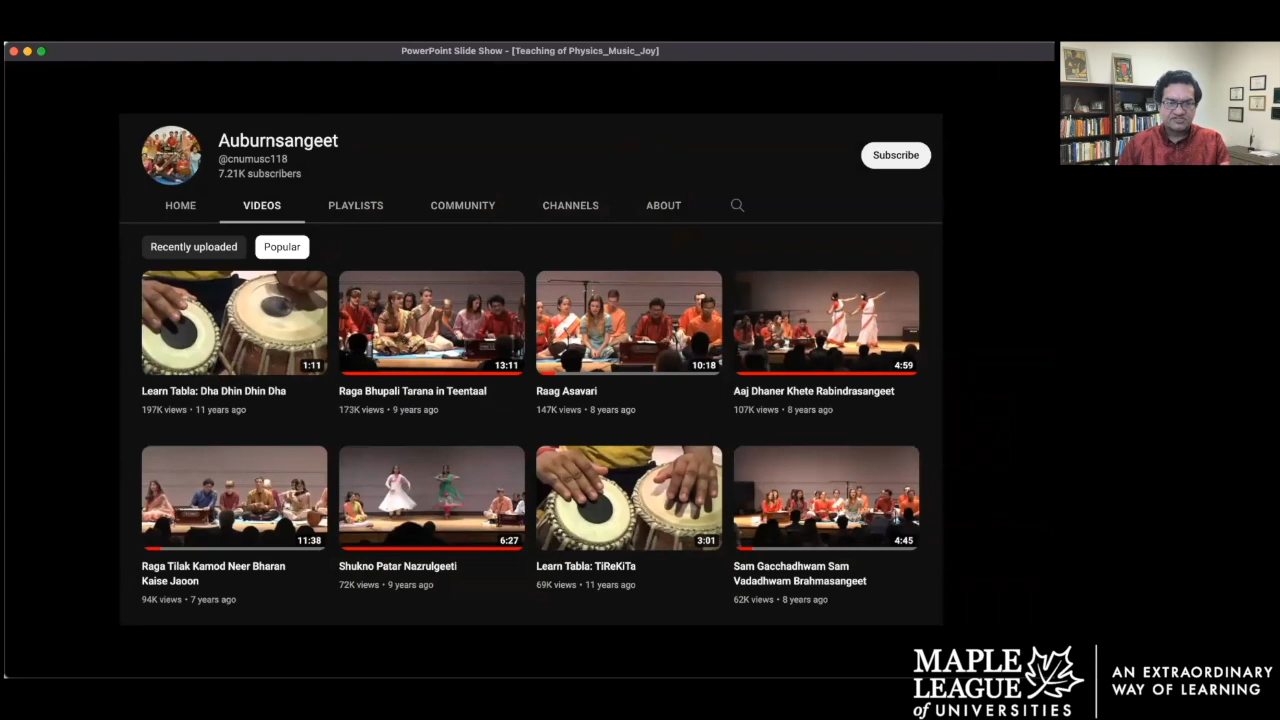 PowerPoint Slide Show - [Teaching of Physics_Music_Joy]
Auburnsangeet
@cnumusc118
7.21K subscribers
Subscribe
HOME VIDEOS PLAYLISTS COMMUNITY CHANNELS ABOUT
Recently uploaded Popular
1:11 13:11 10:18 4:59
Learn Tabla: Dha Dhin Dhin Dha
197K views • 11 years ago
Raga Bhupali Tarana in Teentaal
173K views • 9 years ago
Raag Asavari
147K views • 8 years ago
Aaj Dhaner Khete Rabindrasangeet
107K views • 8 years ago
11:38 6:27 3:01 4:45
Raga Tilak Kamod Neer Bharan
Kaise Jaoon
94K views • 7 years ago
Shukno Patar Nazrulgeeti
72K views • 9 years ago
Learn Tabla: TiReKiTa
69K views • 11 years ago
Sam Gacchadhwam Sam
Vadadhwam Brahmasangeet
62K views • 8 years ago
MAPLE
LEAGUE
of UNIVERSITIES
AN EXTRAORDINARY
WAY OF LEARNING